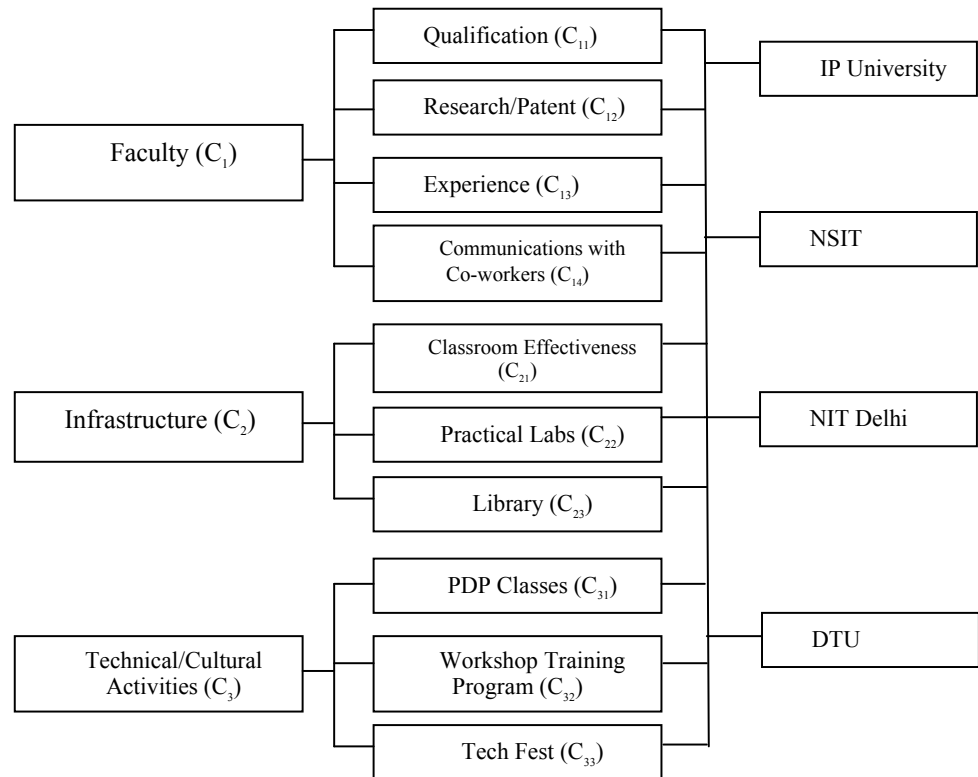 Faculty (C₁)
Infrastructure (C₂)
Technical/Cultural
Activities (C₃)
Qualification (C₁₁)
Research/Patent (C₁₂)
Experience (C₁₃)
Communications with
Co-workers (C₁₄)
Classroom Effectiveness
(C₂₁)
Practical Labs (C₂₂)
Library (C₂₃)
PDP Classes (C₃₁)
Workshop Training
Program (C₃₂)
Tech Fest (C₃₃)
IP University
NSIT
NIT Delhi
DTU